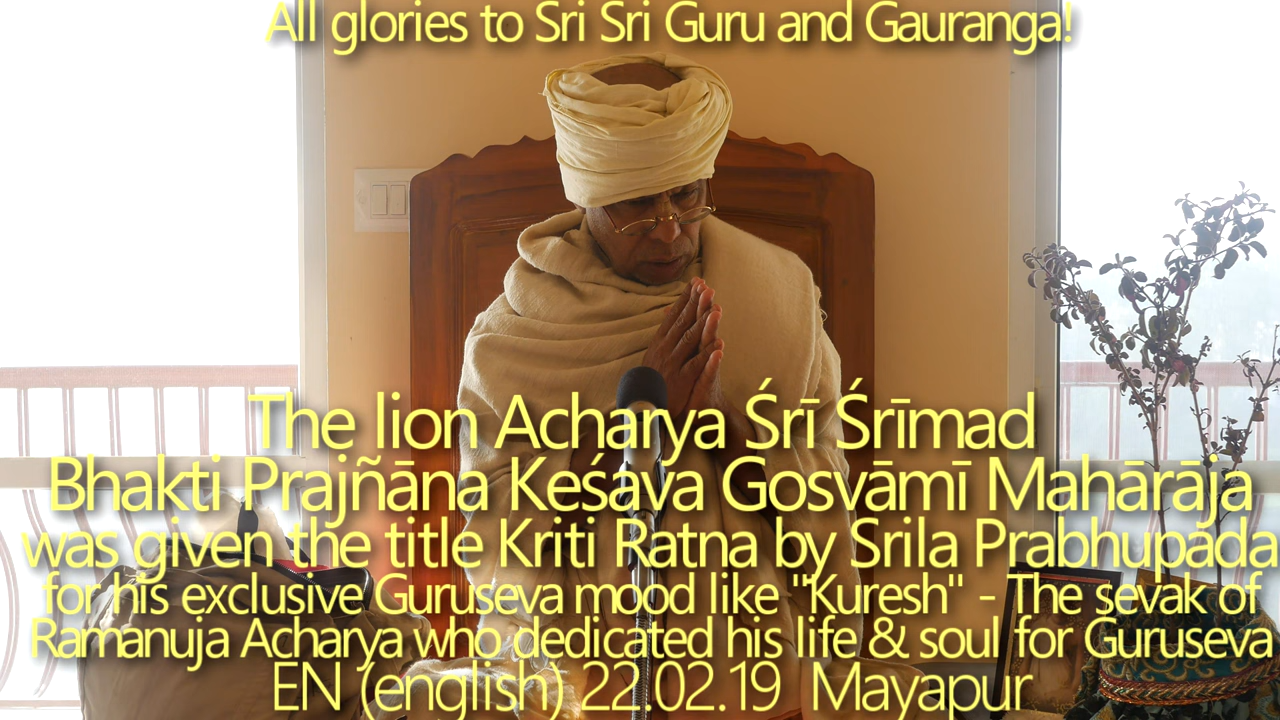 All glories to Sri Sri Guru and Gauranga!
The lion Acharya Śrī Śrīmad
Bhakti Prajñāna Keśava Gosvāmī Mahārāja
was given the title Kriti Ratna by Srila Prabhupada
for his exclusive Guruseva mood like "Kuresh" - The sevak of
Ramanuja Acharya who dedicated his life & soul for Guruseva
EN (english) 22.02.19 Mayapur